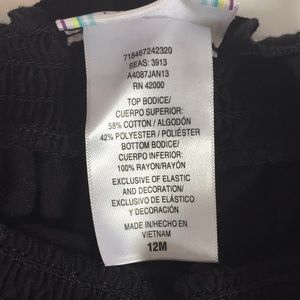 718467242320
SEAS: 3913
A4087JAN13
RN 42000
TOP BODICE/
CUERPO SUPERIOR:
58% COTTON / ALGODÓN
42% POLYESTER / POLIÉSTER
BOTTOM BODICE/
CUERPO INFERIOR:
100% RAYON/RAYÓN
EXCLUSIVE OF ELASTIC
AND DECORATION/
EXCLUSIVO DE ELÁSTICO
Y DECORACIÓN
MADE IN/HECHO EN
VIETNAM
12M